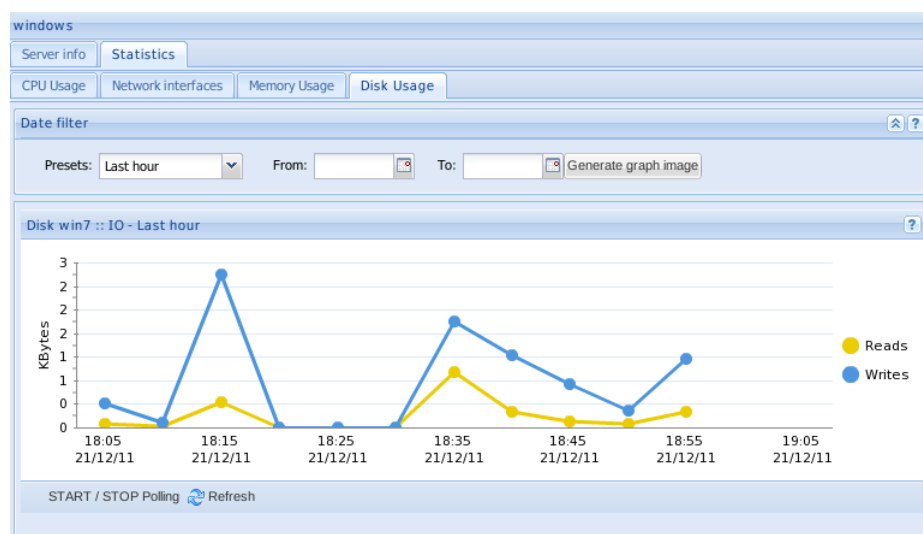 windows
Server info Statistics
CPU Usage Network interfaces Memory Usage Disk Usage
Date filter ?
Presets: Last hour From: To: Generate graph image
Disk win7 :: IO - Last hour ?
3
2
2
2
1
1
0
0
KBytes
Reads
Writes
18:05 18:15 18:25 18:35 18:45 18:55 19:05
21/12/11 21/12/11 21/12/11 21/12/11 21/12/11 21/12/11 21/12/11
START / STOP Polling Refresh